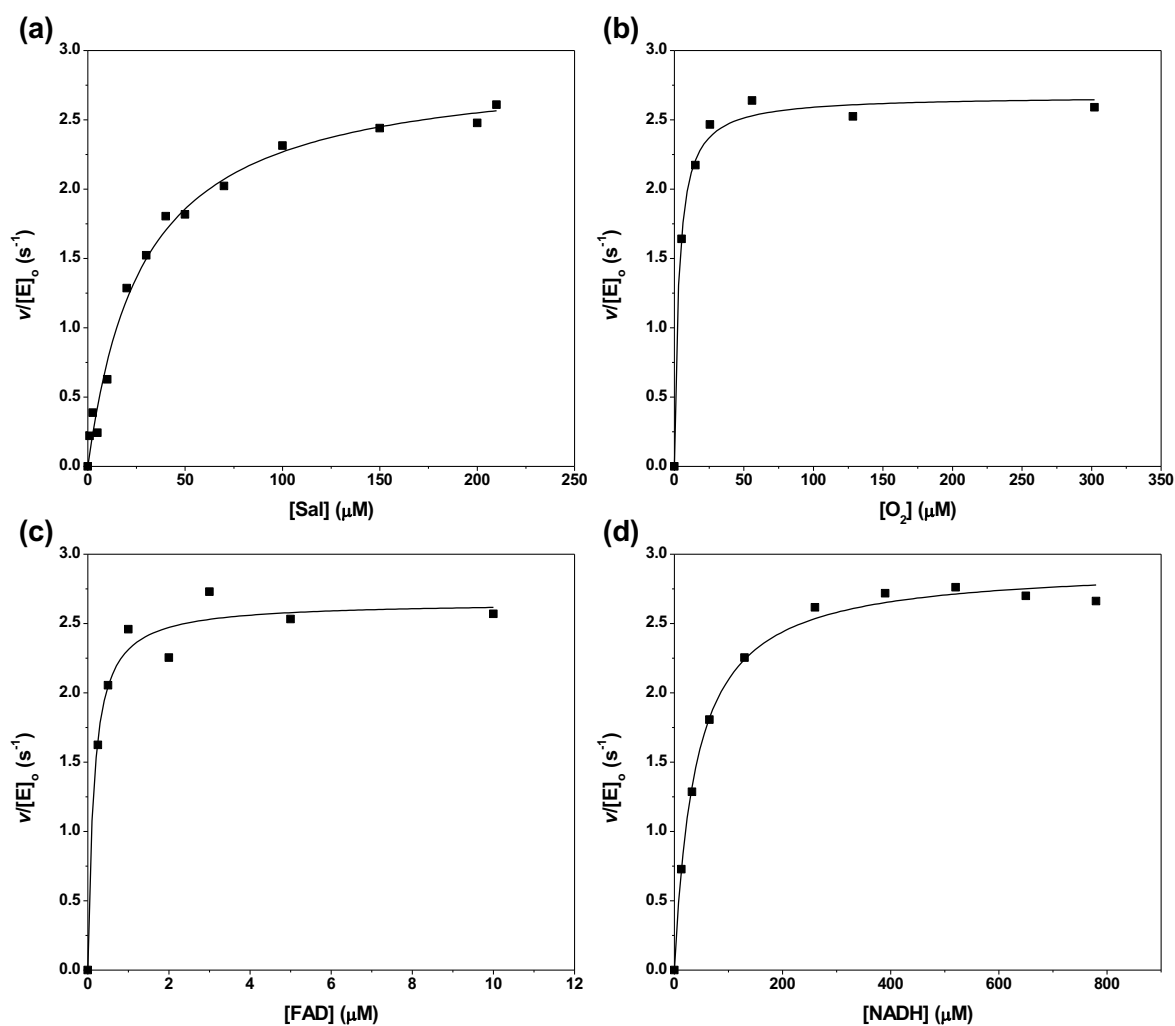 (a)
3.0
2.5
2.0
1.5
1.0
0.5
0.0
v/[E]ₒ (s⁻¹)
0 50 100 150 200 250
[Sal] (μM)
(b)
3.0
2.5
2.0
1.5
1.0
0.5
0.0
v/[E]ₒ (s⁻¹)
0 50 100 150 200 250 300 350
[O₂] (μM)
(c)
3.0
2.5
2.0
1.5
1.0
0.5
0.0
v/[E]ₒ (s⁻¹)
0 2 4 6 8 10 12
[FAD] (μM)
(d)
3.0
2.5
2.0
1.5
1.0
0.5
0.0
v/[E]ₒ (s⁻¹)
0 200 400 600 800
[NADH] (μM)